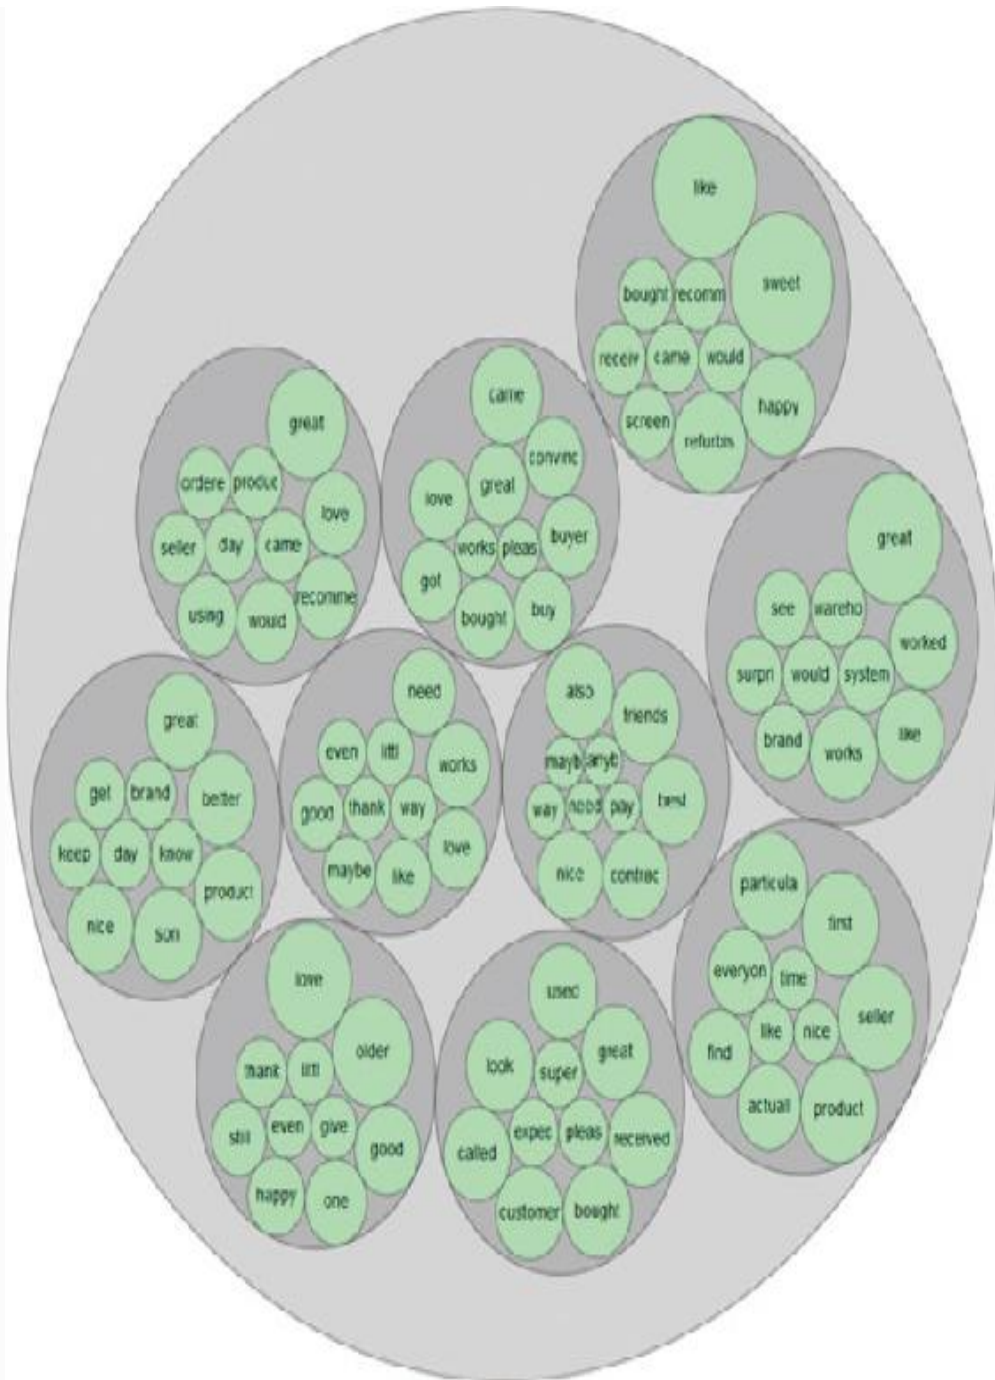 like
sweet
bought
recomm
receiv
came
would
screen
refurbis
happy
great
ordere
produc
love
seller
day
came
using
would
recomme
came
convinc
love
great
works
pleas
buyer
got
bought
buy
great
see
wareho
worked
surpri
would
system
brand
works
like
great
get
brand
better
keep
day
know
product
nice
son
need
even
littl
works
good
thank
way
maybe
like
love
also
friends
mayb
anyb
way
need
pay
best
nice
contrac
particula
first
everyon
time
find
like
nice
seller
actuall
product
love
older
thank
littl
still
even
give
good
happy
one
used
look
super
great
called
expec
pleas
received
customer
bought